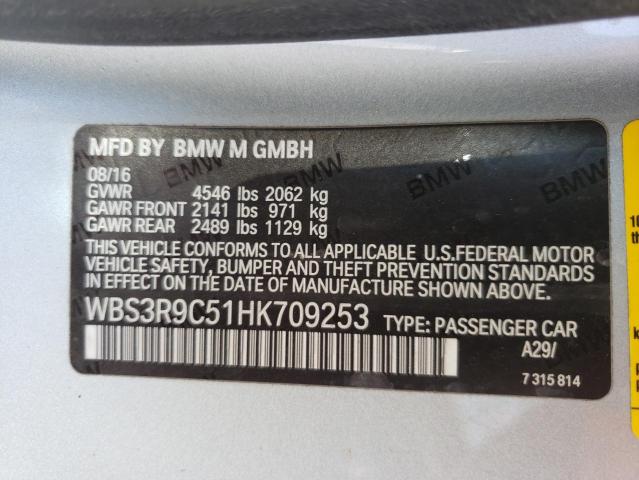 MFD BY BMW M GMBH
08/16
GVWR 4546 lbs 2062 kg
GAWR FRONT 2141 lbs 971 kg
GAWR REAR 2489 lbs 1129 kg
THIS VEHICLE CONFORMS TO ALL APPLICABLE U.S.FEDERAL MOTOR
VEHICLE SAFETY, BUMPER, AND THEFT PREVENTION STANDARDS
IN EFFECT ON THE DATE OF MANUFACTURE SHOWN ABOVE.
WBS3R9C51HK709253 TYPE: PASSENGER CAR
A29/
7 315 814